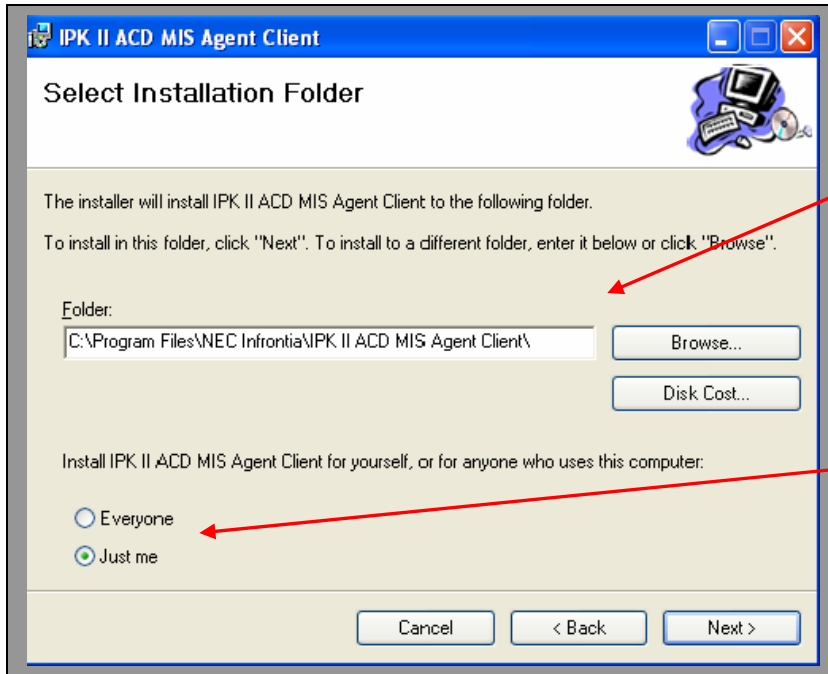 IPK II ACD MIS Agent Client
Select Installation Folder
The installer will install IPK II ACD MIS Agent Client to the following folder.
To install in this folder, click "Next". To install to a different folder, enter it below or click "Browse".
Folder:
C:\Program Files\NEC Infrontia\IPK II ACD MIS Agent Client\
Browse...
Disk Cost...
Install IPK II ACD MIS Agent Client for yourself, or for anyone who uses this computer:
Everyone
Just me
Cancel
< Back
Next >